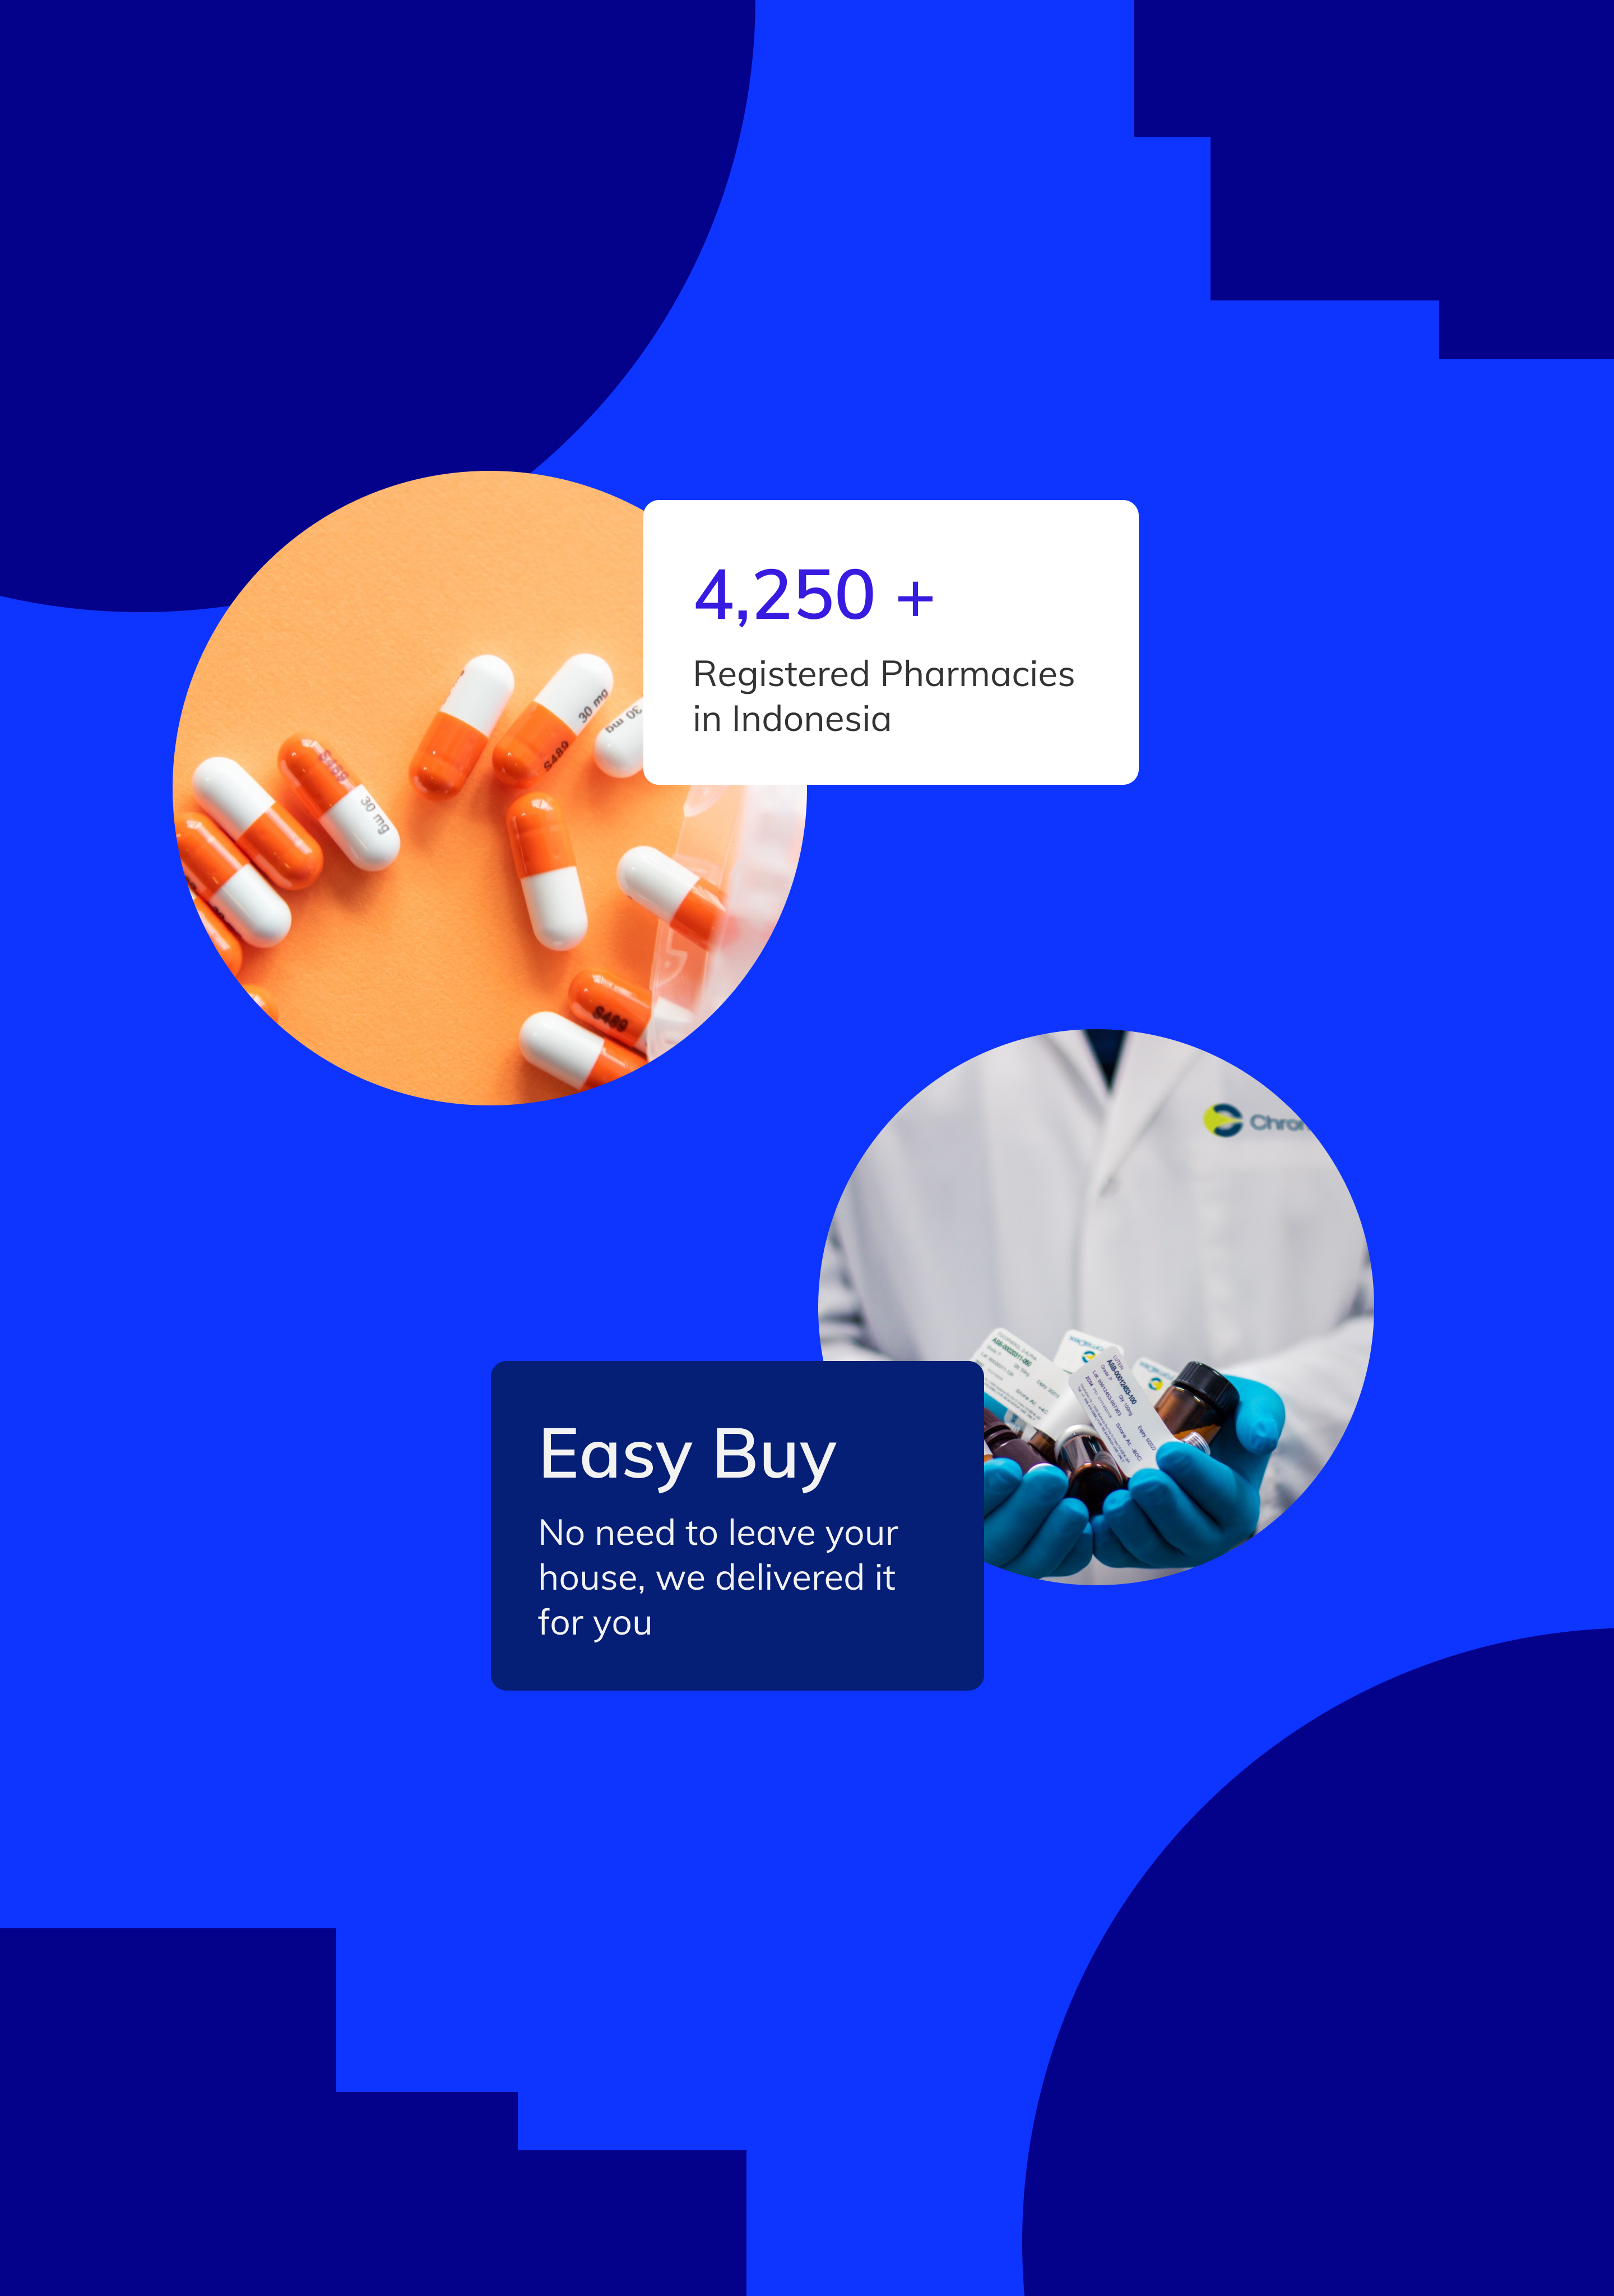 4,250 +
Registered Pharmacies
in Indonesia
30 mg
S489
30 mg
S489
30 mg
S489
Easy Buy
No need to leave your
house, we delivered it
for you